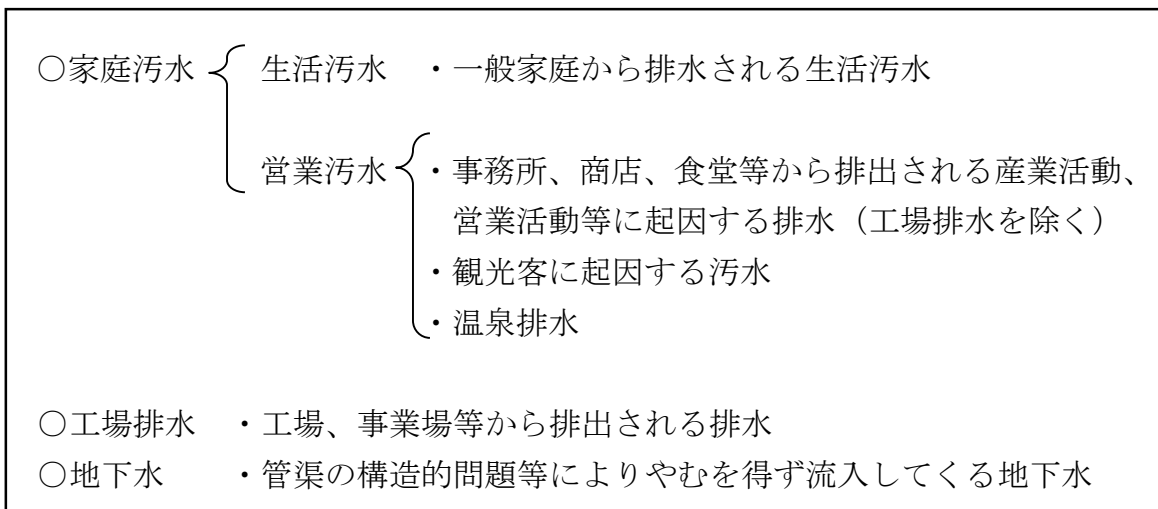 ○家庭汚水 生活汚水 ・一般家庭から排水される生活汚水
営業汚水 ・事務所、商店、食堂等から排出される産業活動、
営業活動等に起因する排水（工場排水を除く）
・観光客に起因する汚水
・温泉排水
○工場排水 ・工場、事業場等から排出される排水
○地下水 ・管渠の構造的問題等によりやむを得ず流入してくる地下水